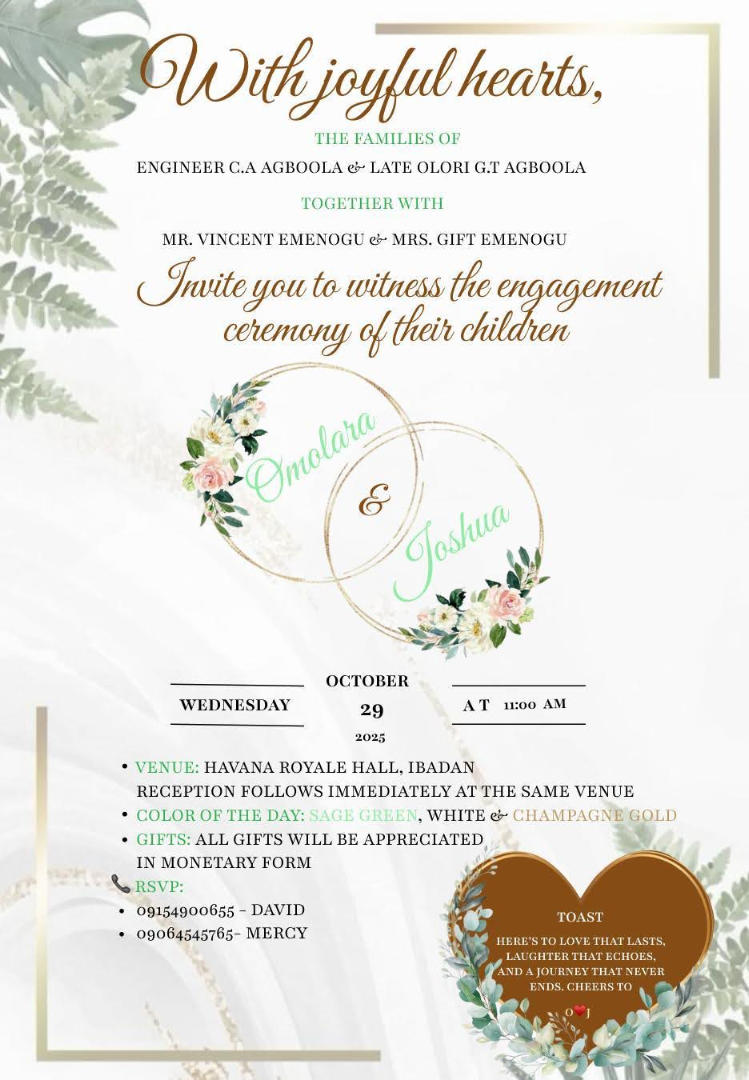 With joyful hearts,
THE FAMILIES OF
ENGINEER C.A AGBOOLA & LATE OLORI G.T AGBOOLA
TOGETHER WITH
MR. VINCENT EMENOGU & MRS. GIFT EMENOGU
Invite you to witness the engagement
ceremony of their children
Omolara
&
Joshua
OCTOBER
WEDNESDAY 29 AT 11:00 AM
2025
• VENUE: HAVANA ROYALE HALL, IBADAN
RECEPTION FOLLOWS IMMEDIATELY AT THE SAME VENUE
• COLOR OF THE DAY: SAGE GREEN, WHITE & CHAMPAGNE GOLD
• GIFTS: ALL GIFTS WILL BE APPRECIATED
IN MONETARY FORM
📞 RSVP:
• 09154900655 - DAVID
• 09064545765- MERCY
TOAST
HERE'S TO LOVE THAT LASTS,
LAUGHTER THAT ECHOES,
AND A JOURNEY THAT NEVER
ENDS. CHEERS TO
O❤️J